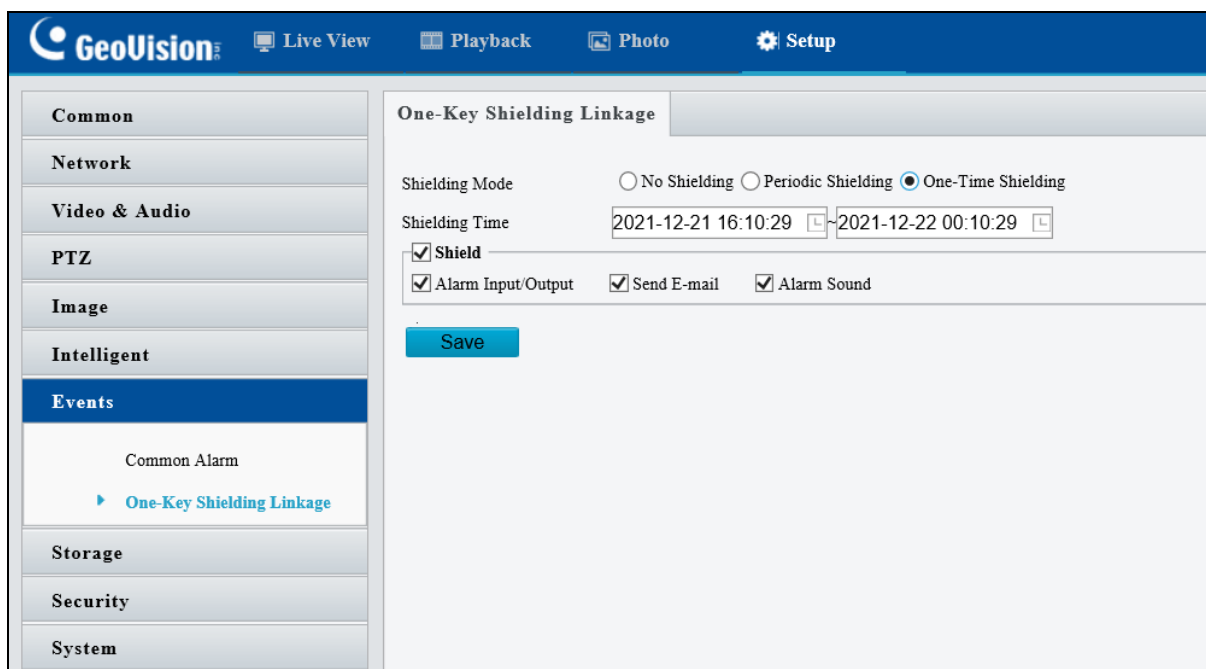 GeoVision
Live View
Playback
Photo
Setup
Common
Network
Video & Audio
PTZ
Image
Intelligent
Events
Common Alarm
One-Key Shielding Linkage
Storage
Security
System
One-Key Shielding Linkage
Shielding Mode No Shielding Periodic Shielding One-Time Shielding
Shielding Time 2021-12-21 16:10:29 ~ 2021-12-22 00:10:29
Shield
Alarm Input/Output Send E-mail Alarm Sound
Save